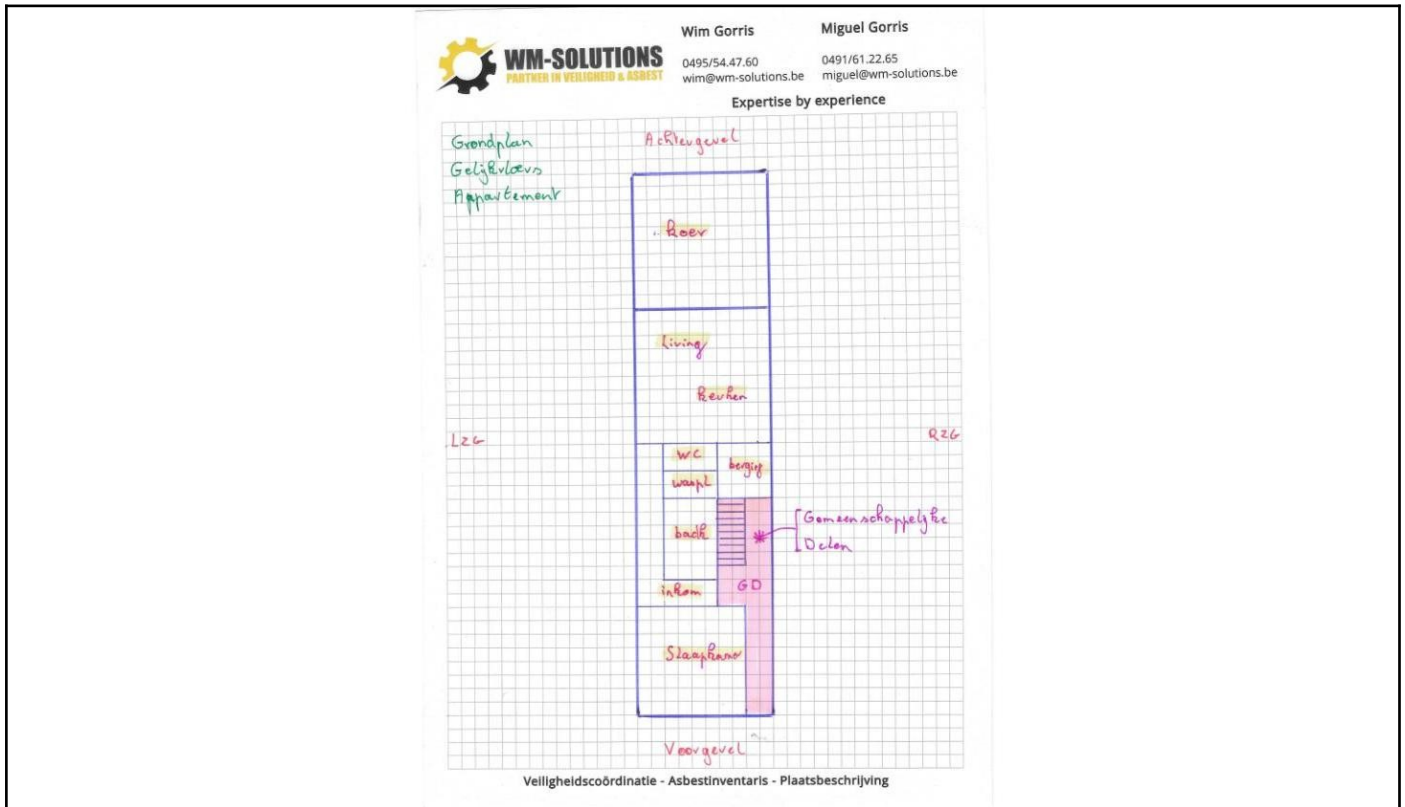 Wim Gorris
Miguel Gorris
WM-SOLUTIONS
PARTNER IN VEILIGHEID & ASBEST
0495/54.47.60
wim@wm-solutions.be
0491/61.22.65
miguel@wm-solutions.be
Expertise by experience
Grondplan
Gelijkvloers
Appartement
Achtergevel
koer
Living
keuken
LZG
RZG
WC
berging
waspl
badk
Gemeenschappelijke
Delen
inkom
GD
Slaapkamer
Voorgevel
Veiligheidscoördinatie - Asbestinventaris - Plaatsbeschrijving